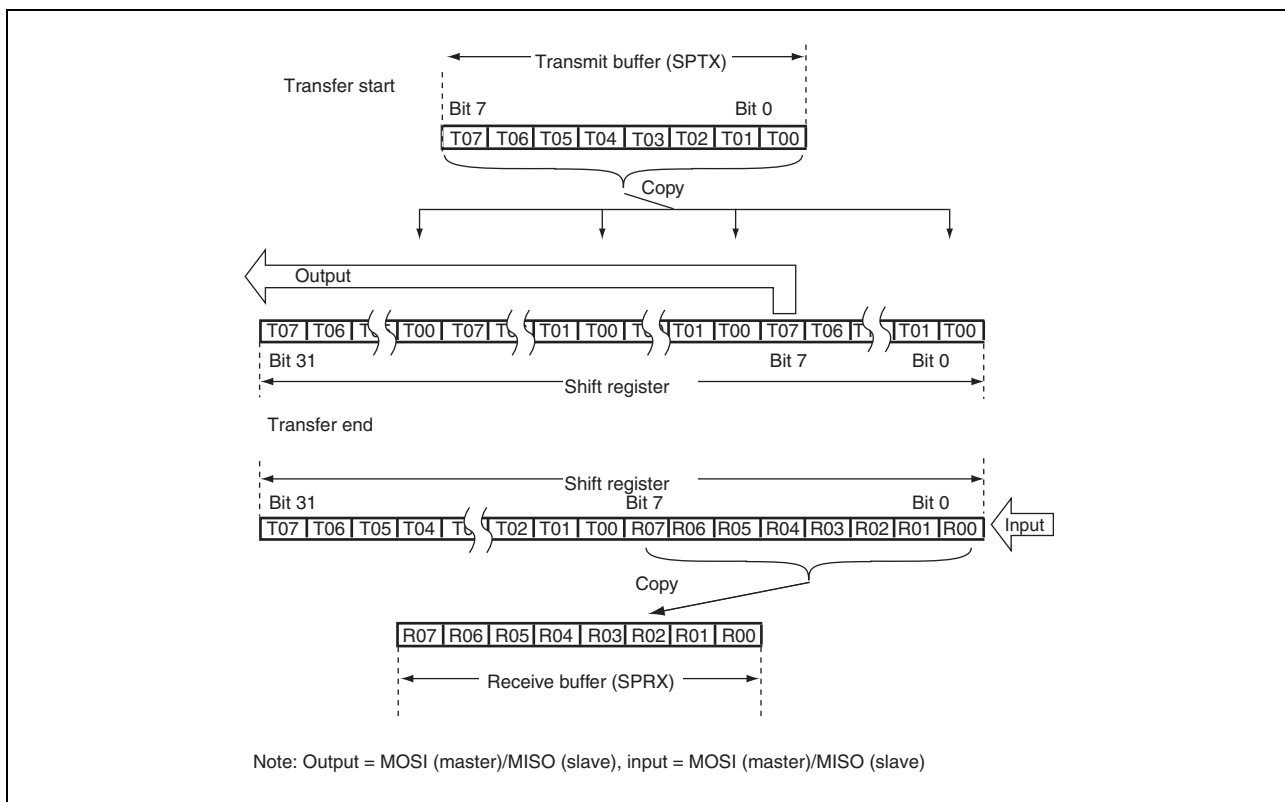 Transmit buffer (SPTX)
Transfer start
Bit 7 Bit 0
T07 T06 T05 T04 T03 T02 T01 T00
Copy
Output
T07 T06 T00 T07 T01 T00 T01 T00 T07 T06 T01 T00
Bit 31 Bit 7 Bit 0
Shift register
Transfer end
Shift register
Bit 31 Bit 7 Bit 0
T07 T06 T05 T04 T02 T01 T00 R07 R06 R05 R04 R03 R02 R01 R00 Input
Copy
R07 R06 R05 R04 R03 R02 R01 R00
Receive buffer (SPRX)
Note: Output = MOSI (master)/MISO (slave), input = MOSI (master)/MISO (slave)